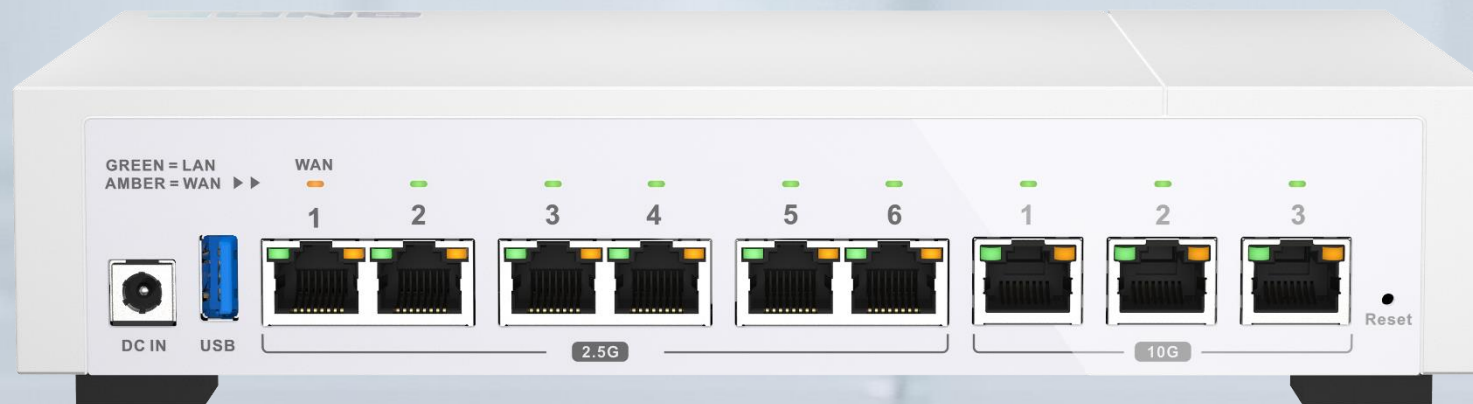 GREEN = LAN
AMBER = WAN ▶▶
WAN
1 2 3 4 5 6 1 2 3
DC IN USB 2.5G 10G Reset